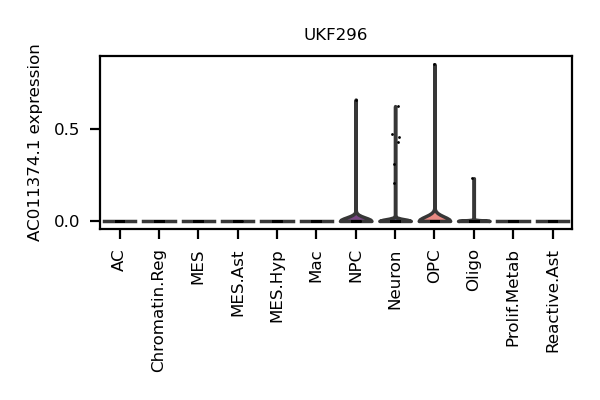 UKF296
AC011374.1 expression
0.5
0.0
AC
Chromatin.Reg
MES
MES.Ast
MES.Hyp
Mac
NPC
Neuron
OPC
Oligo
Prolif.Metab
Reactive.Ast